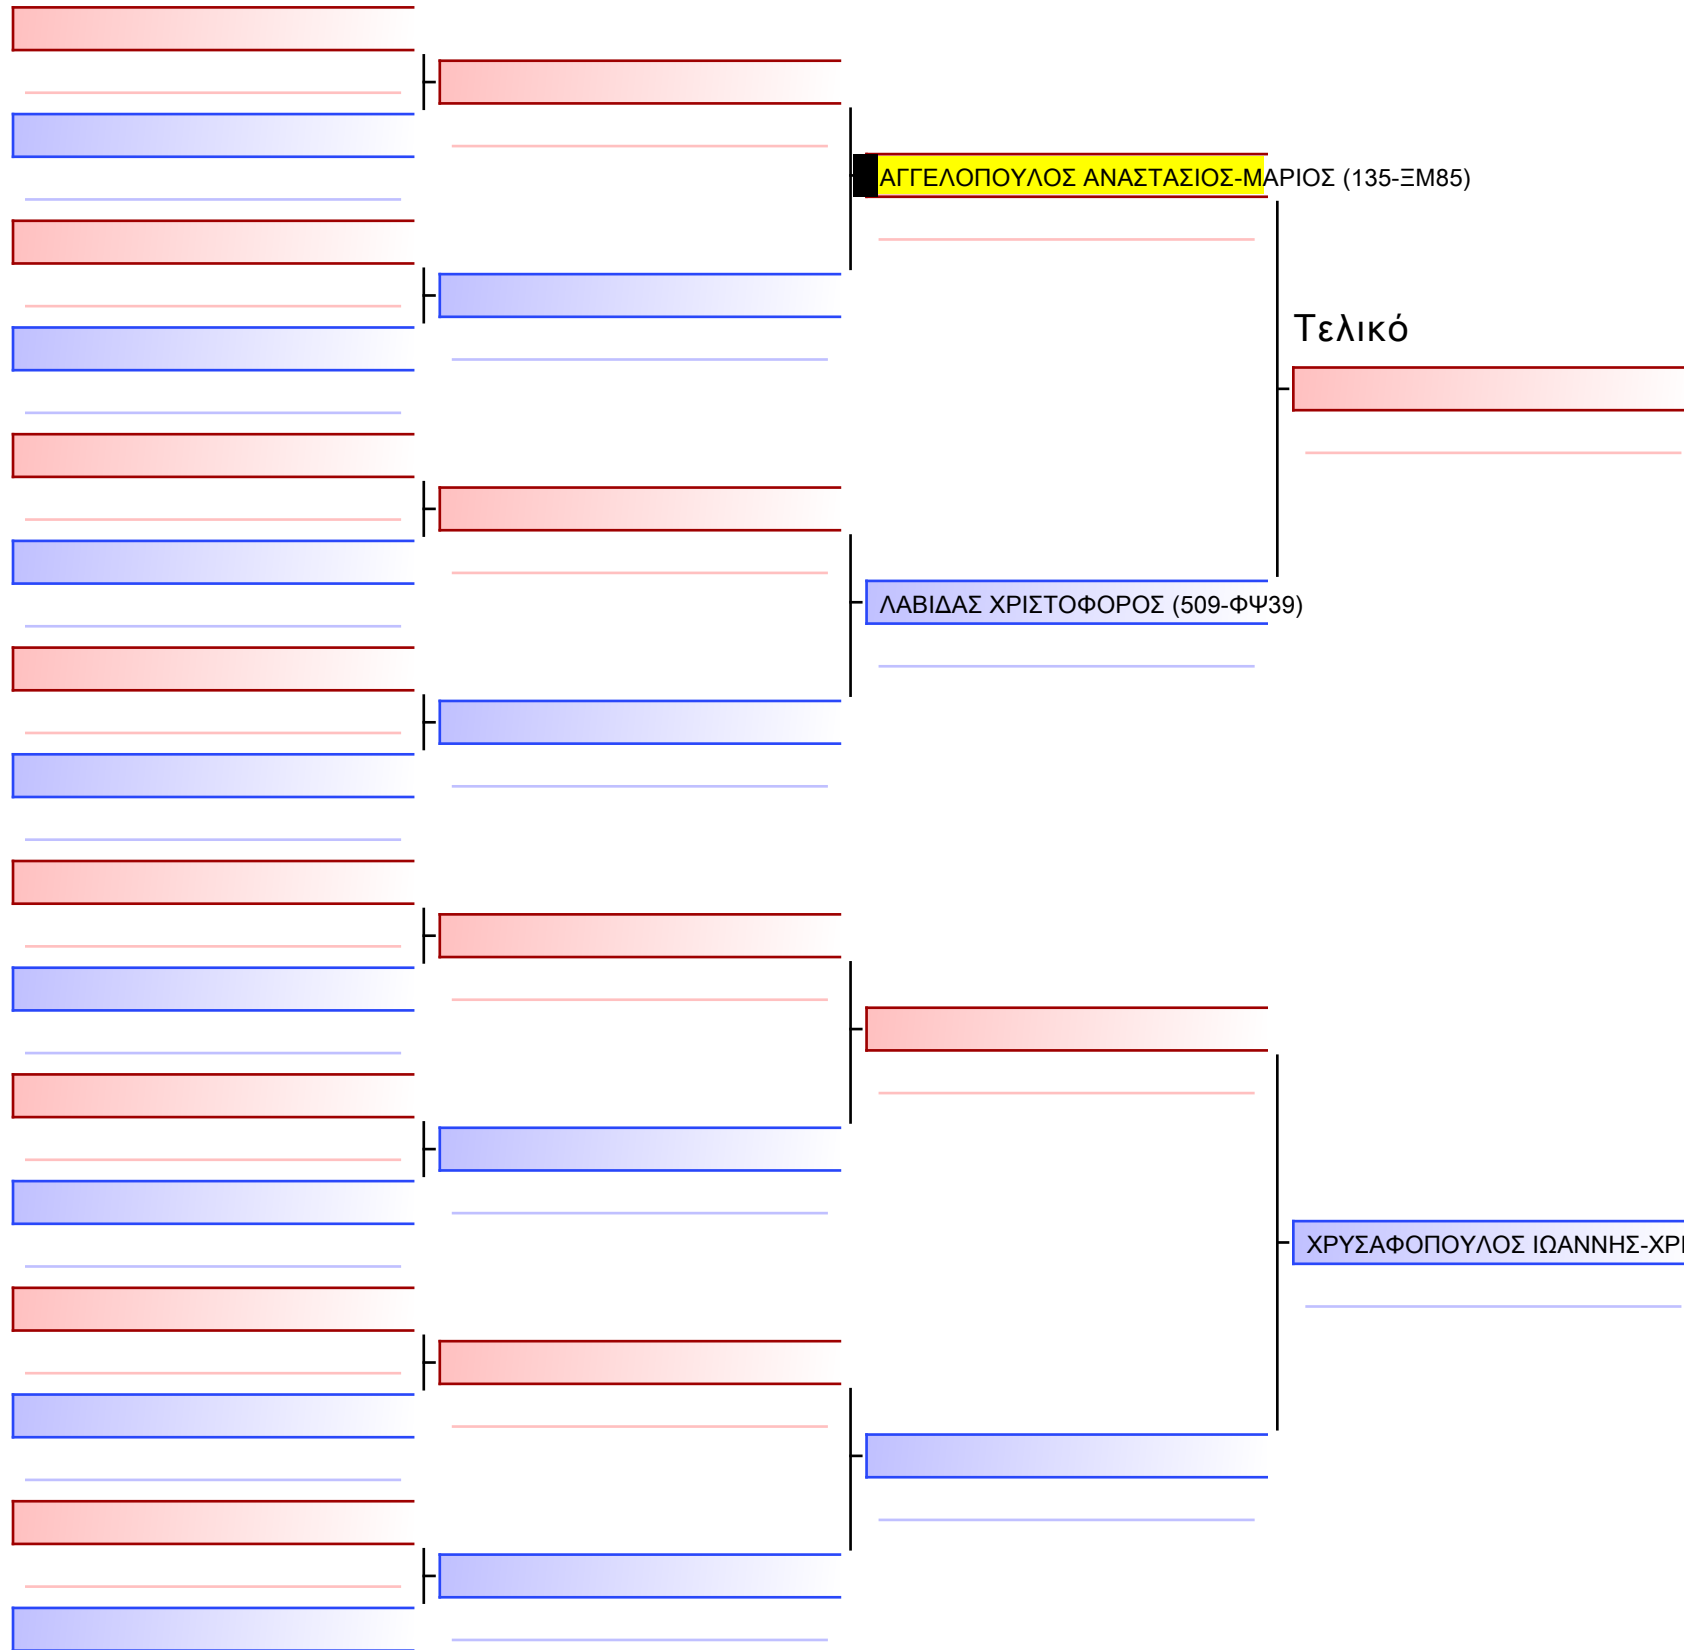 ΑΓΓΕΛΟΠΟΥΛΟΣ ΑΝΑΣΤΑΣΙΟΣ-ΜΑΡΙΟΣ (135-ΞΜ85)
Τελικό
ΛΑΒΙΔΑΣ ΧΡΙΣΤΟΦΟΡΟΣ (509-ΦΨ39)
ΧΡΥΣΑΦΟΠΟΥΛΟΣ ΙΩΑΝΝΗΣ-